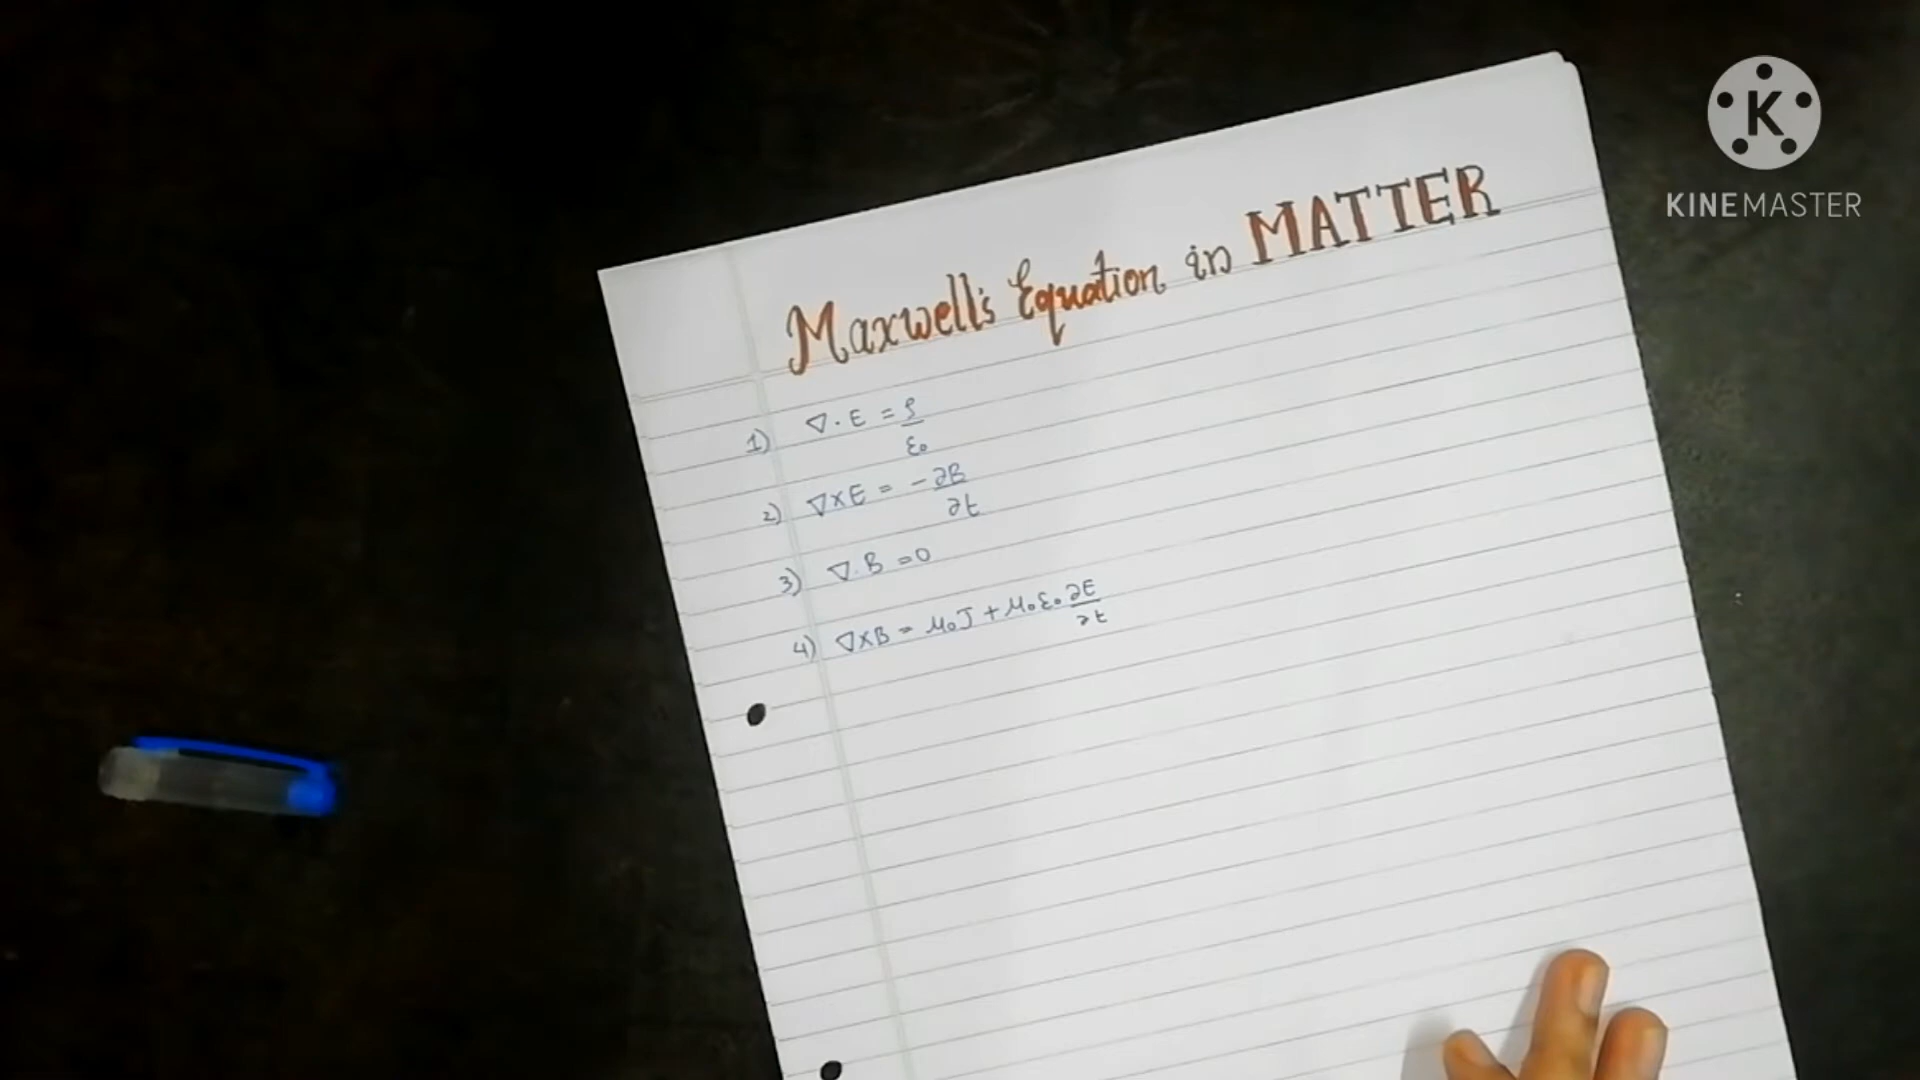 Maxwell's Equation in MATTER
1) ∇·E = ρ/ε₀
2) ∇×E = -∂B/∂t
3) ∇·B = 0
4) ∇×B = μ₀J + μ₀ε₀ ∂E/∂t
K
KINEMASTER